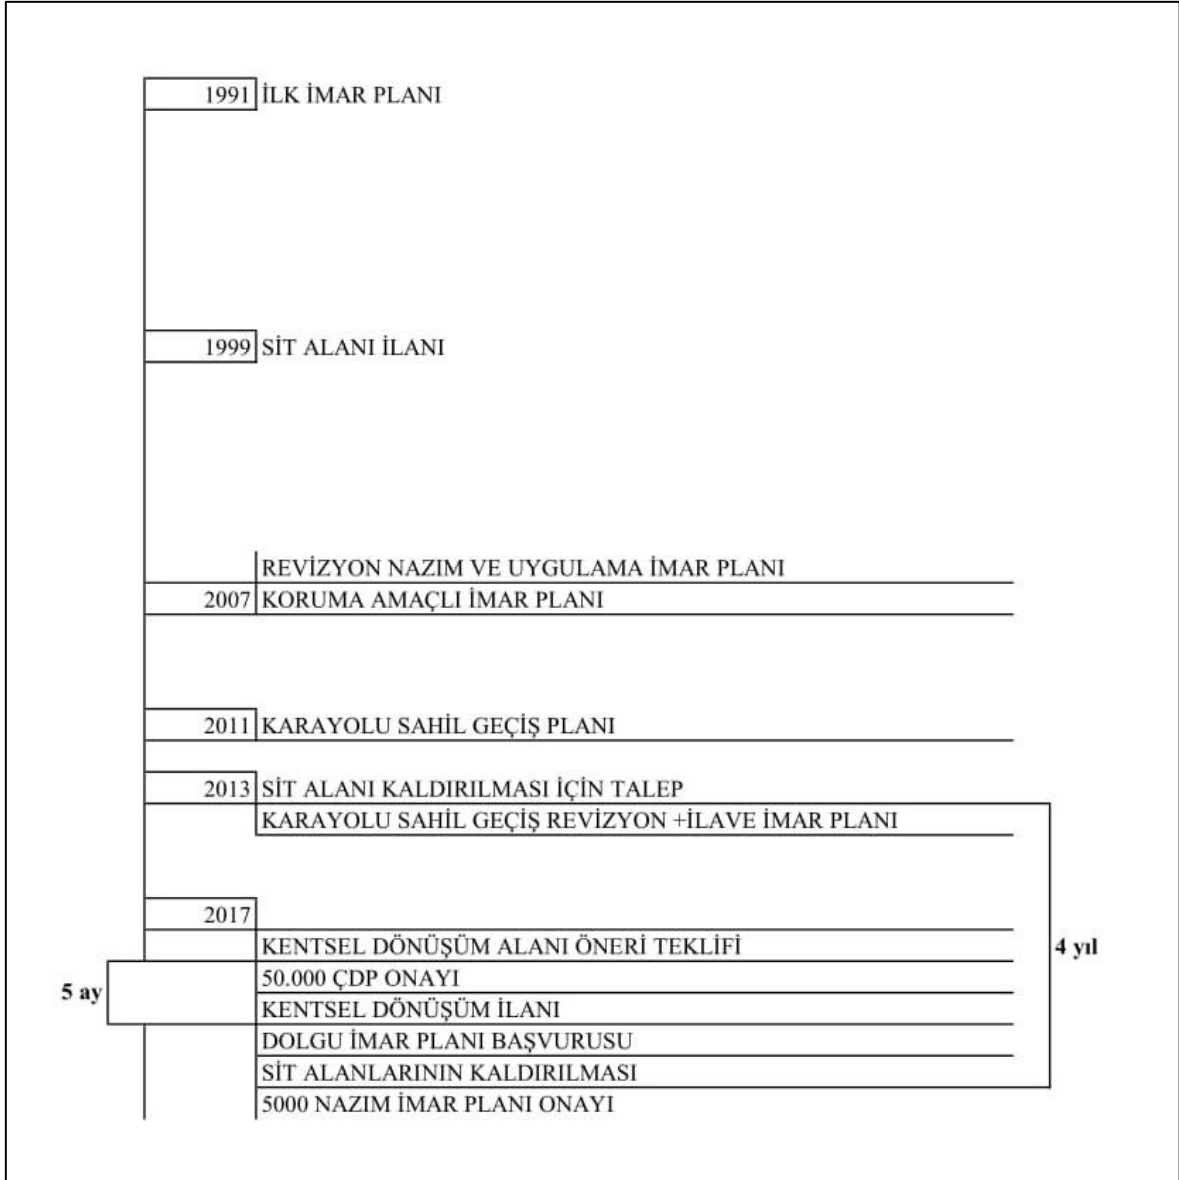 1991 İLK İMAR PLANI
1999 SİT ALANI İLANI
REVİZYON NAZIM VE UYGULAMA İMAR PLANI
2007 KORUMA AMAÇLI İMAR PLANI
2011 KARAYOLU SAHİL GEÇİŞ PLANI
2013 SİT ALANI KALDIRILMASI İÇİN TALEP
KARAYOLU SAHİL GEÇİŞ REVİZYON +İLAVE İMAR PLANI
2017
KENTSEL DÖNÜŞÜM ALANI ÖNERİ TEKLİFİ
4 yıl
50.000 ÇDP ONAYI
5 ay
KENTSEL DÖNÜŞÜM İLANI
DOLGU İMAR PLANI BAŞVURUSU
SİT ALANLARININ KALDIRILMASI
5000 NAZIM İMAR PLANI ONAYI